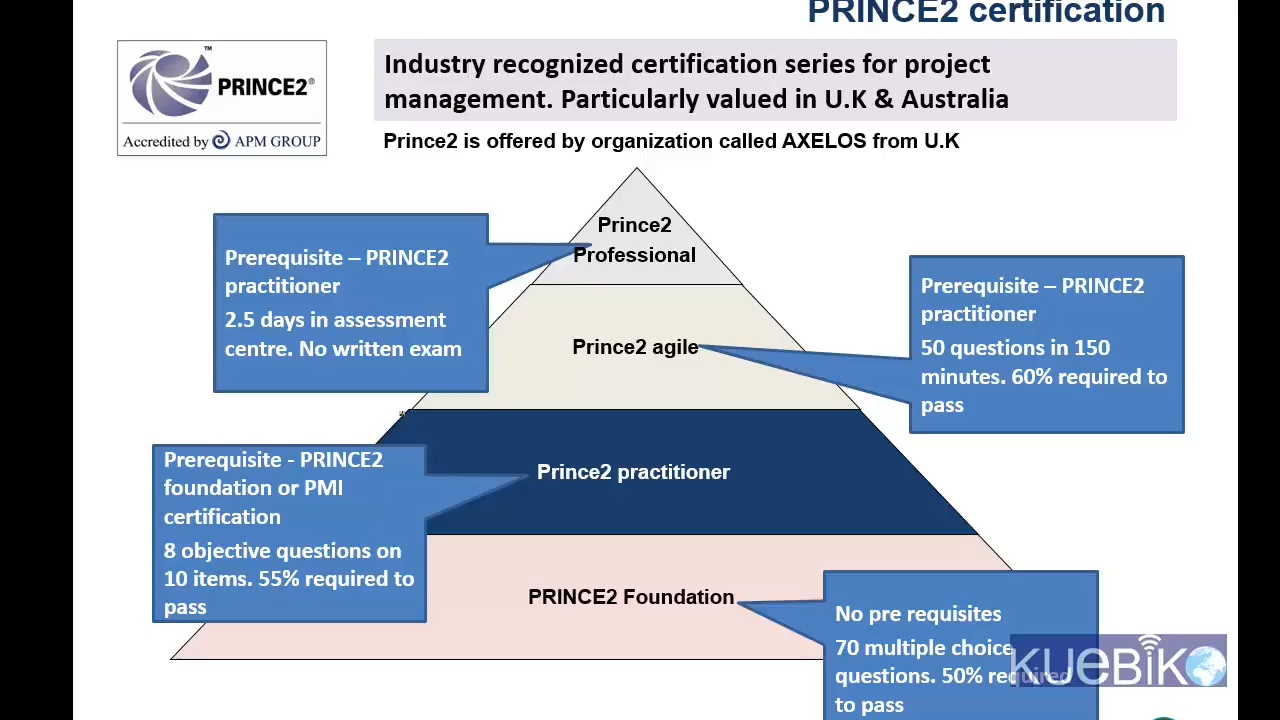 PRINCE2 certification
PRINCE2®
™
Accredited by APM GROUP
Industry recognized certification series for project
management. Particularly valued in U.K & Australia
Prince2 is offered by organization called AXELOS from U.K
Prince2
Professional
Prerequisite – PRINCE2
practitioner
2.5 days in assessment
centre. No written exam
Prerequisite – PRINCE2
practitioner
50 questions in 150
minutes. 60% required to
pass
Prince2 agile
Prerequisite - PRINCE2
foundation or PMI
certification
8 objective questions on
10 items. 55% required to
pass
Prince2 practitioner
PRINCE2 Foundation
No pre requisites
70 multiple choice
questions. 50% required
to pass
KUEBIKO